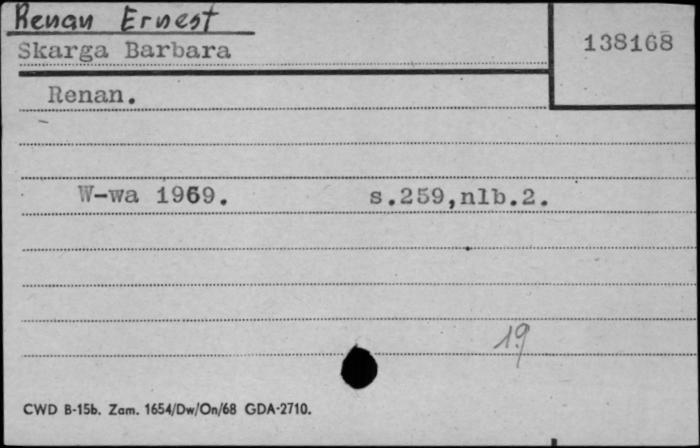 Renan Ernest
Skarga Barbara
138168
Renan.
W-wa 1969. s.259,nlb.2.
19
CWD B-15b. Zam. 1654/Dw/On/68 GDA-2710.